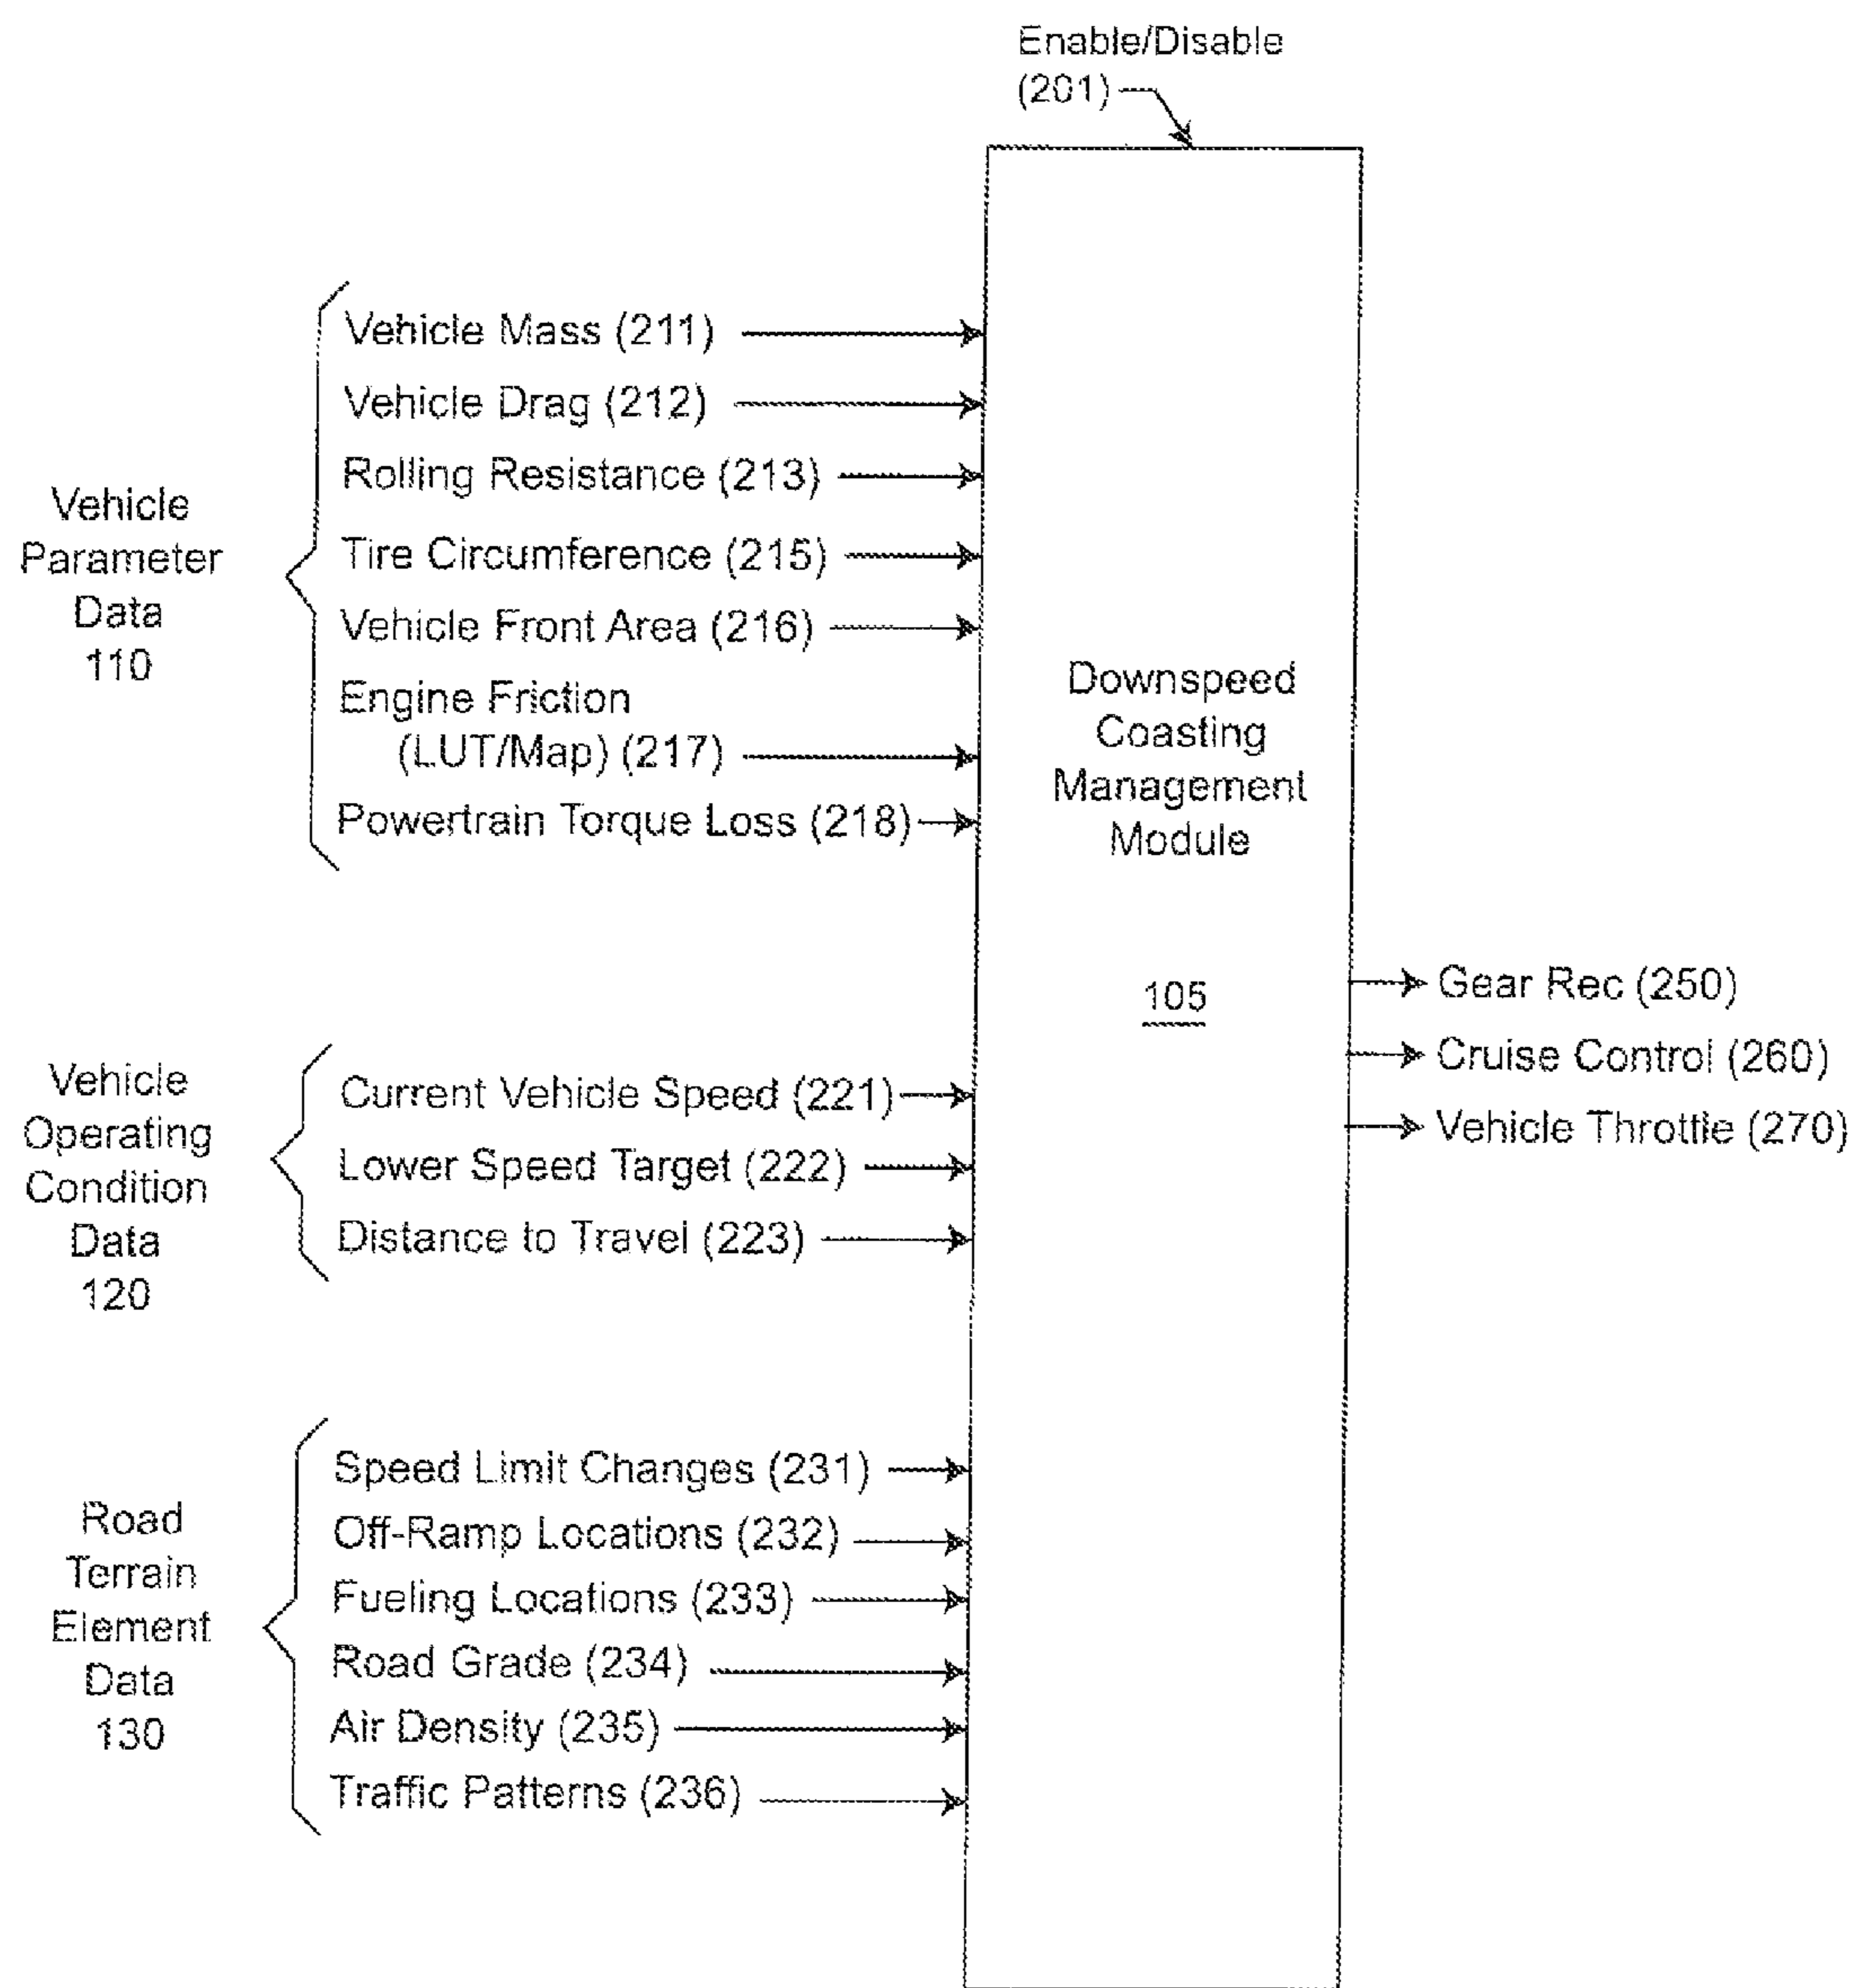 Enable/Disable
(201)
Vehicle
Parameter
Data
110
Vehicle Mass (211)
Vehicle Drag (212)
Rolling Resistance (213)
Tire Circumference (215)
Vehicle Front Area (216)
Engine Friction
(LUT/Map) (217)
Powertrain Torque Loss (218)
Downspeed
Coasting
Management
Module
105
Gear Rec (250)
Cruise Control (260)
Vehicle Throttle (270)
Vehicle
Operating
Condition
Data
120
Current Vehicle Speed (221)
Lower Speed Target (222)
Distance to Travel (223)
Road
Terrain
Element
Data
130
Speed Limit Changes (231)
Off-Ramp Locations (232)
Fueling Locations (233)
Road Grade (234)
Air Density (235)
Traffic Patterns (236)